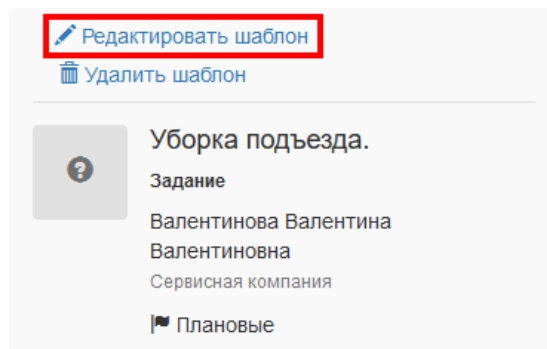 Редактировать шаблон
Удалить шаблон
Уборка подъезда.
Задание
Валентинова Валентина
Валентиновна
Сервисная компания
Плановые